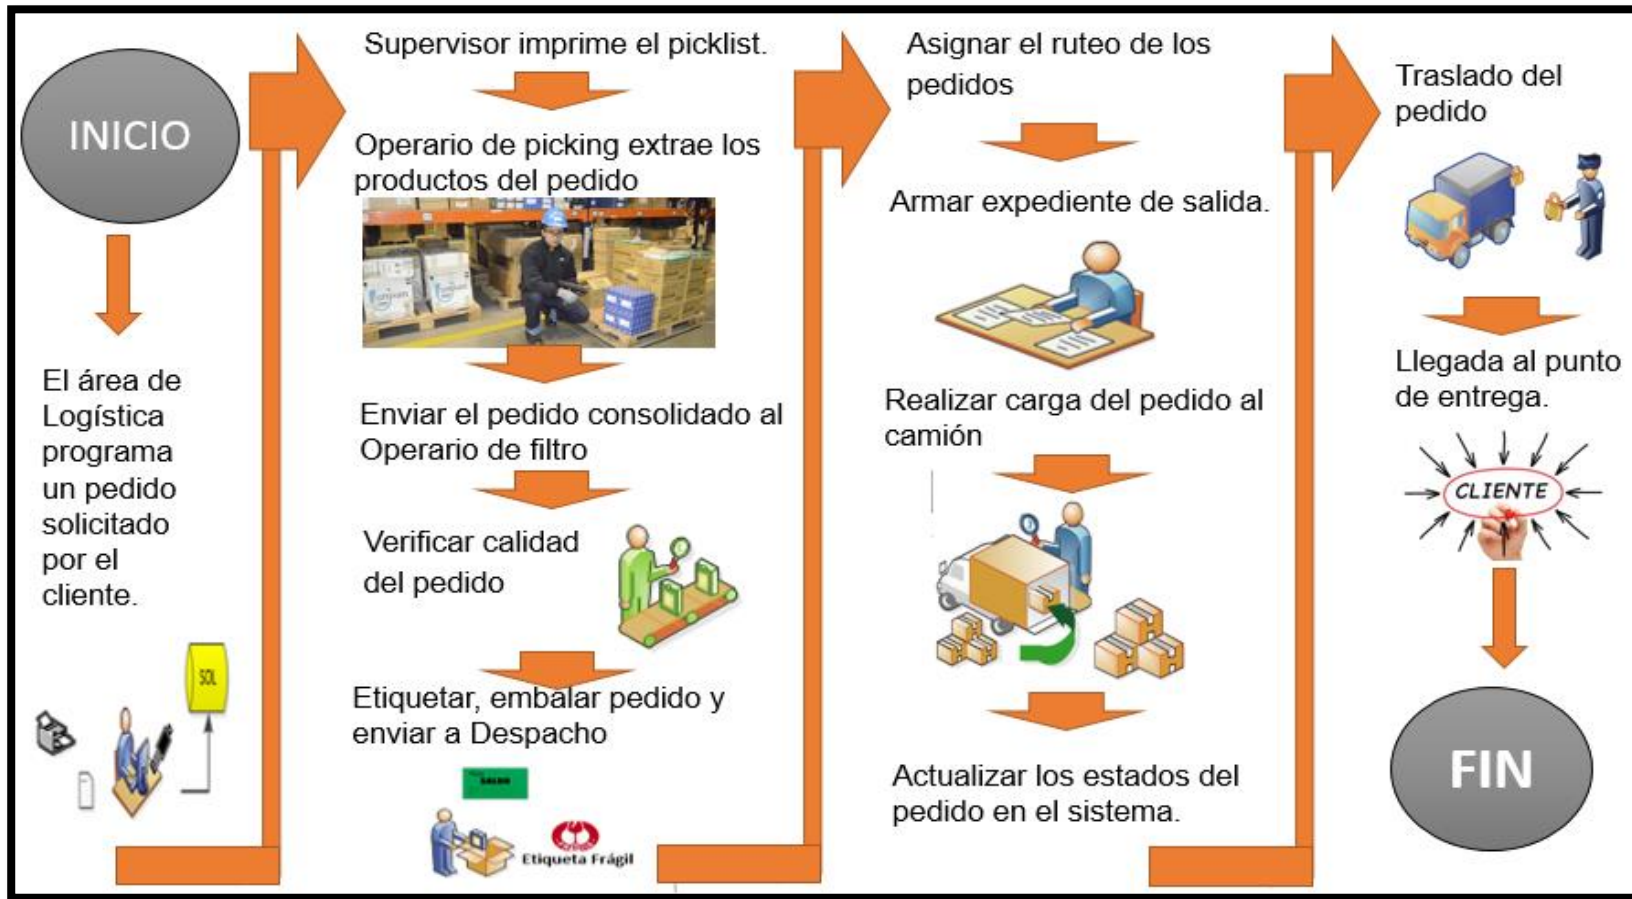 INICIO
El área de
Logística
programa
un pedido
solicitado
por el
cliente.
SOL
Supervisor imprime el picklist.
Operario de picking extrae los
productos del pedido
Enviar el pedido consolidado al
Operario de filtro
Verificar calidad
del pedido
Etiquetar, embalar pedido y
enviar a Despacho
Etiqueta Frágil
Asignar el ruteo de los
pedidos
Armar expediente de salida.
Realizar carga del pedido al
camión
Actualizar los estados del
pedido en el sistema.
Traslado del
pedido
Llegada al punto
de entrega.
CLIENTE
FIN